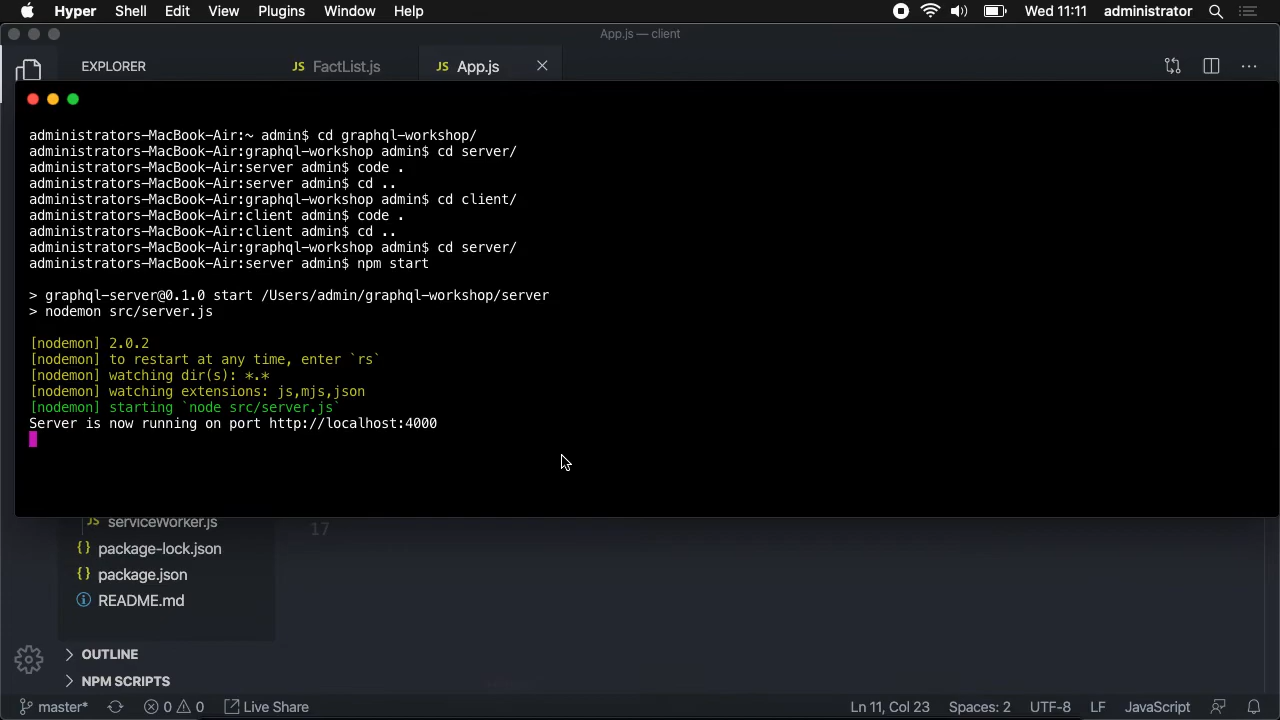 Hyper Shell Edit View Plugins Window Help Wed 11:11 administrator
App.js — client
EXPLORER JS FactList.js JS App.js
administrators-MacBook-Air:~ admin$ cd graphql-workshop/
administrators-MacBook-Air:graphql-workshop admin$ cd server/
administrators-MacBook-Air:server admin$ code .
administrators-MacBook-Air:server admin$ cd ..
administrators-MacBook-Air:graphql-workshop admin$ cd client/
administrators-MacBook-Air:client admin$ code .
administrators-MacBook-Air:client admin$ cd ..
administrators-MacBook-Air:graphql-workshop admin$ cd server/
administrators-MacBook-Air:server admin$ npm start
> graphql-server@0.1.0 start /Users/admin/graphql-workshop/server
> nodemon src/server.js
[nodemon] 2.0.2
[nodemon] to restart at any time, enter `rs`
[nodemon] watching dir(s): *.*
[nodemon] watching extensions: js,mjs,json
[nodemon] starting `node src/server.js`
Server is now running on port http://localhost:4000
JS serviceWorker.js
17
{} package-lock.json
{} package.json
README.md
OUTLINE
NPM SCRIPTS
master* 0 0 Live Share Ln 11, Col 23 Spaces: 2 UTF-8 LF JavaScript